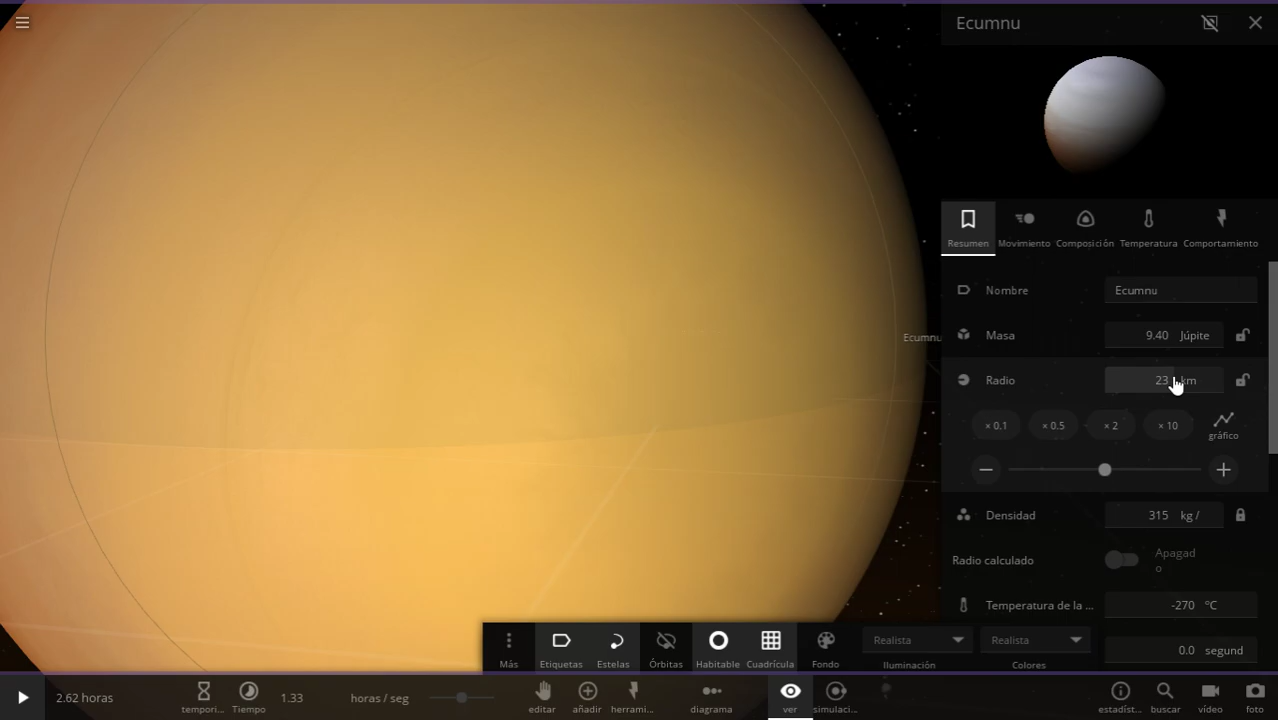 Ecumnu
Resumen
Movimiento
Composición
Temperatura
Comportamiento
Nombre
Ecumnu
Masa
9.40 Júpite
Ecumnu
Radio
23 km
× 0.1
× 0.5
× 2
× 10
gráfico
Densidad
315 kg /
Radio calculado
Apagad
o
Temperatura de la ...
-270 °C
0.0 segund
Más
Etiquetas
Estelas
Órbitas
Habitable
Cuadrícula
Fondo
Realista
Iluminación
Realista
Colores
2.62 horas
tempori...
Tiempo
1.33
horas / seg
editar
añadir
herrami...
diagrama
ver
simulaci...
estadíst...
buscar
vídeo
foto